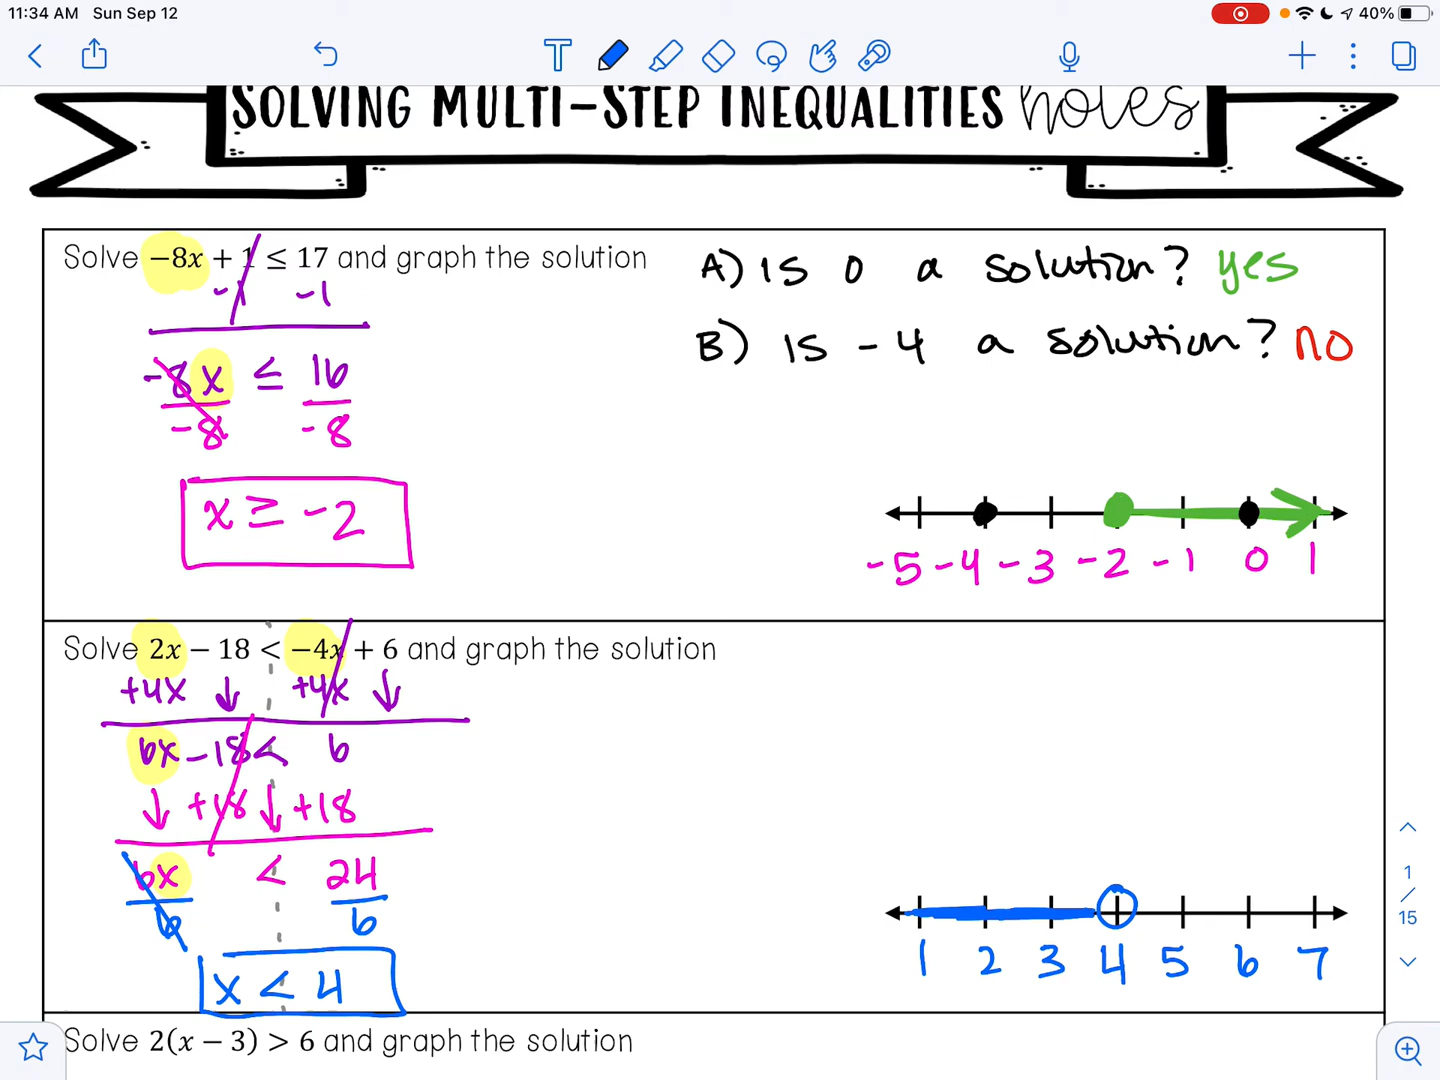 11:34 AM Sun Sep 12 40%
T
SOLVING MULTI-STEP INEQUALITIES notes
Solve −8x + 1 ≤ 17 and graph the solution
-1 -1
-8x ≤ 16
-8 -8
x ≥ -2
A) is 0 a solution? yes
B) is -4 a solution? no
-5 -4 -3 -2 -1 0 1
Solve 2x − 18 < −4x + 6 and graph the solution
+4x ↓ +4x ↓
6x -18 < 6
↓ +18 ↓ +18
6x < 24
6 6
x < 4
1 2 3 4 5 6 7
1
/
15
Solve 2(x − 3) > 6 and graph the solution